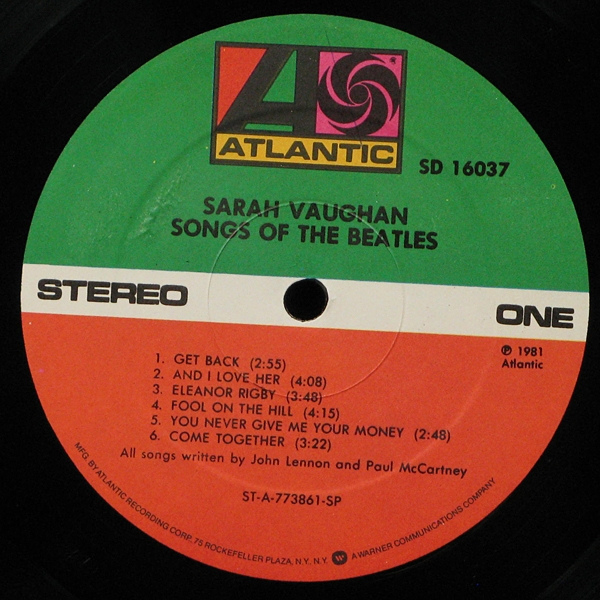 ATLANTIC
SD 16037
SARAH VAUGHAN
SONGS OF THE BEATLES
STEREO
ONE
℗ 1981
Atlantic
1. GET BACK (2:55)
2. AND I LOVE HER (4:08)
3. ELEANOR RIGBY (3:48)
4. FOOL ON THE HILL (4:15)
5. YOU NEVER GIVE ME YOUR MONEY (2:48)
6. COME TOGETHER (3:22)
All songs written by John Lennon and Paul McCartney
ST-A-773861-SP
MFG. BY ATLANTIC RECORDING CORP., 75 ROCKEFELLER PLAZA, N.Y., N.Y. W A WARNER COMMUNICATIONS COMPANY